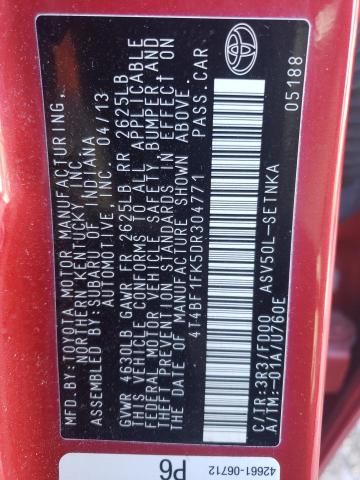 MFD BY: TOYOTA MOTOR MANUFACTURING,
NORTHERN KENTUCKY, INC.
BY: SUBARU OF INDIANA
AUTOMOTIVE INC. 04/13
GVWR 4630LB GAWR FR 2625LB RR 2625LB
THIS VEHICLE CONFORMS TO ALL APPLICABLE
FEDERAL MOTOR VEHICLE SAFETY, BUMPER, AND
THEFT PREVENTION STANDARDS IN EFFECT ON
THE DATE OF MANUFACTURE SHOWN ABOVE.
4T4BF1FK5DR304771 PASSENGER CAR
C/TR:3R3/FD00 ASV50L-SETNKA
A/TM:-01A/U760E
05188
TOYOTA
42661-06712
P6